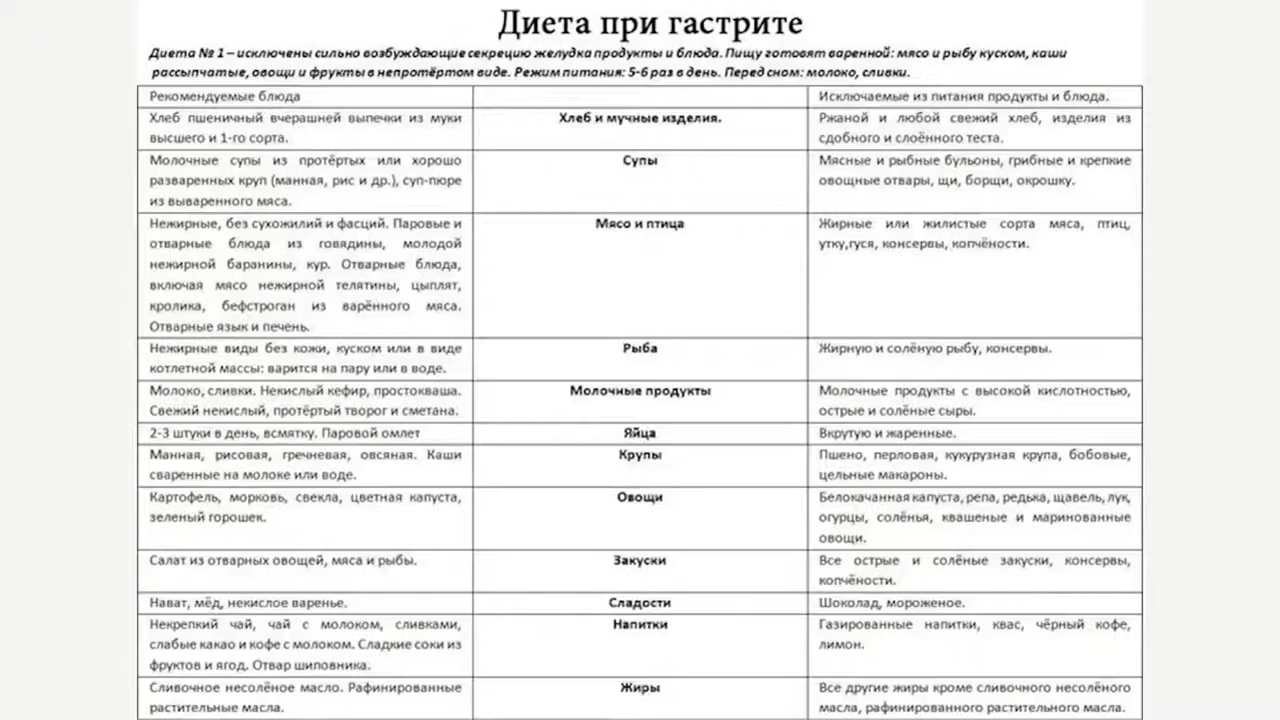 Диета при гастрите
Диета № 1 – исключены сильно возбуждающие секрецию желудка продукты и блюда. Пищу готовят варенной: мясо и рыбу куском, каши
рассыпчатые, овощи и фрукты в непротёртом виде. Режим питания: 5-6 раз в день. Перед сном: молоко, сливки.
Рекомендуемые блюда
Исключаемые из питания продукты и блюда.
Хлеб пшеничный вчерашней выпечки из муки
высшего и 1-го сорта.
Хлеб и мучные изделия.
Ржаной и любой свежий хлеб, изделия из
сдобного и слоённого теста.
Молочные супы из протёртых или хорошо
разваренных круп (манная, рис и др.), суп-пюре
из вываренного мяса.
Супы
Мясные и рыбные бульоны, грибные и крепкие
овощные отвары, щи, борщи, окрошку.
Нежирные, без сухожилий и фасций. Паровые и
отварные блюда из говядины, молодой
нежирной баранины, кур. Отварные блюда,
включая мясо нежирной телятины, цыплят,
кролика, бефстроган из варённого мяса.
Отварные язык и печень.
Мясо и птица
Жирные или жилистые сорта мяса, птиц,
утку,гуся, консервы, копчёности.
Нежирные виды без кожи, куском или в виде
котлетной массы: варится на пару или в воде.
Рыба
Жирную и солёную рыбу, консервы.
Молоко, сливки. Некислый кефир, простокваша.
Свежий некислый, протёртый творог и сметана.
Молочные продукты
Молочные продукты с высокой кислотностью,
острые и солёные сыры.
2-3 штуки в день, всмятку. Паровой омлет
Яйца
Вкрутую и жаренные.
Манная, рисовая, гречневая, овсяная. Каши
сваренные на молоке или воде.
Крупы
Пшено, перловая, кукурузная крупа, бобовые,
цельные макароны.
Картофель, морковь, свекла, цветная капуста,
зеленый горошек.
Овощи
Белокачанная капуста, репа, редька, щавель, лук,
огурцы, солёнья, квашеные и маринованные
овощи.
Салат из отварных овощей, мяса и рыбы.
Закуски
Все острые и солёные закуски, консервы,
копчёности.
Нават, мёд, некислое варенье.
Сладости
Шоколад, мороженое.
Некрепкий чай, чай с молоком, сливками,
слабые какао и кофе с молоком. Сладкие соки из
фруктов и ягод. Отвар шиповника.
Напитки
Газированные напитки, квас, чёрный кофе,
лимон.
Сливочное несолёное масло. Рафинированные
растительные масла.
Жиры
Все другие жиры кроме сливочного несолёного
масла, рафинированного растительного масла.